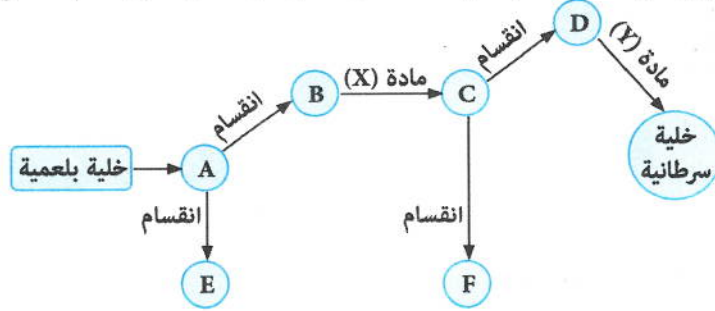 خلية بلعمية
A
انقسام
B
مادة (X)
C
انقسام
D
مادة (Y)
خلية
سرطانية
انقسام
E
انقسام
F